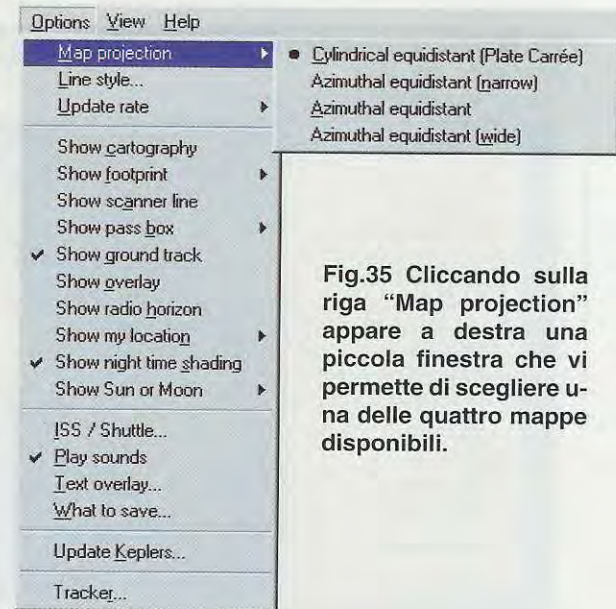 Options View Help
Map projection
Line style...
Update rate
Show cartography
Show footprint
Show scanner line
Show pass box
Show ground track
Show overlay
Show radio horizon
Show my location
Show night time shading
Show Sun or Moon
ISS / Shuttle...
Play sounds
Text overlay...
What to save...
Update Keplers...
Tracker...
Cylindrical equidistant (Plate Carrée)
Azimuthal equidistant (narrow)
Azimuthal equidistant
Azimuthal equidistant (wide)
Fig.35 Cliccando sulla
riga “Map projection”
appare a destra una
piccola finestra che vi
permette di scegliere u-
na delle quattro mappe
disponibili.